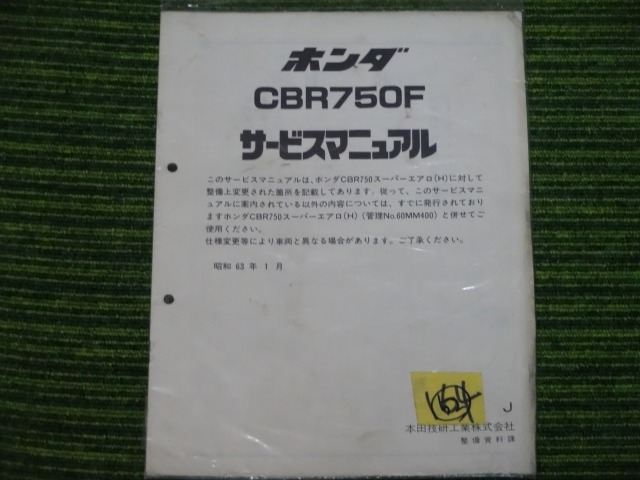 ホンダ
CBR750F
サービスマニュアル
このサービスマニュアルは、ホンダCBR750スーパーエアロ(H)に対して
整備上変更された箇所を記載してあります。従って、このサービスマニ
ュアルに案内されている以外の内容については、すでに発行されており
ますホンダCBR750スーパーエアロ(H)(管理No.60MM400)と併せてご
使用ください。
仕様変更等により車両と異なる場合があります。ご了承ください。
昭和 63 年 1 月
J
本田技研工業株式会社
整備資料課